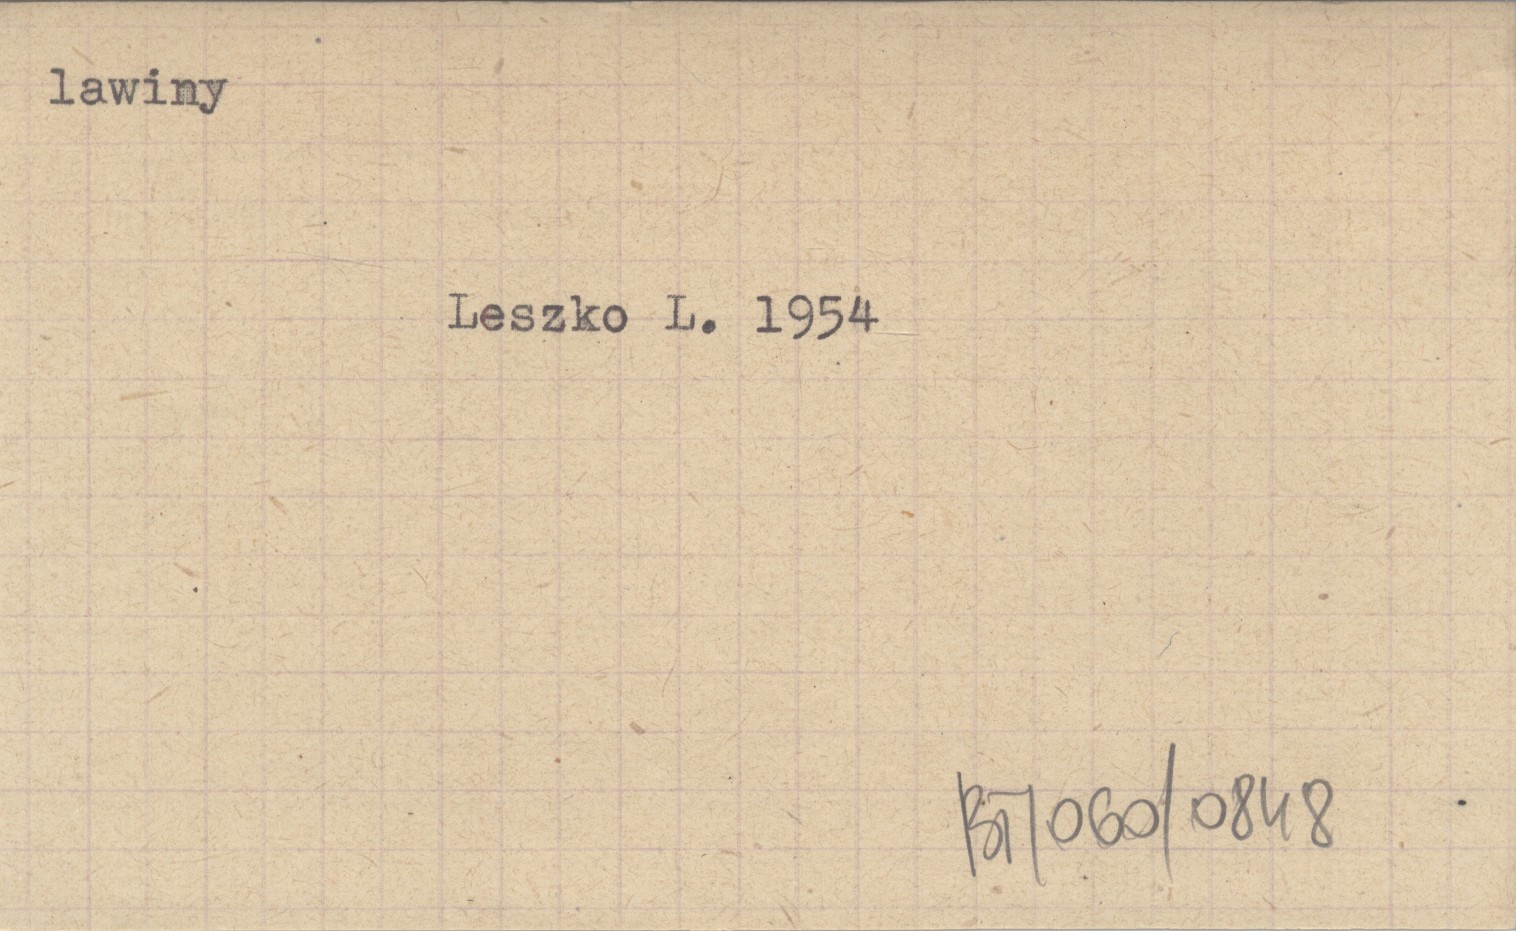 lawiny
Leszko L. 1954
BT/060/0848